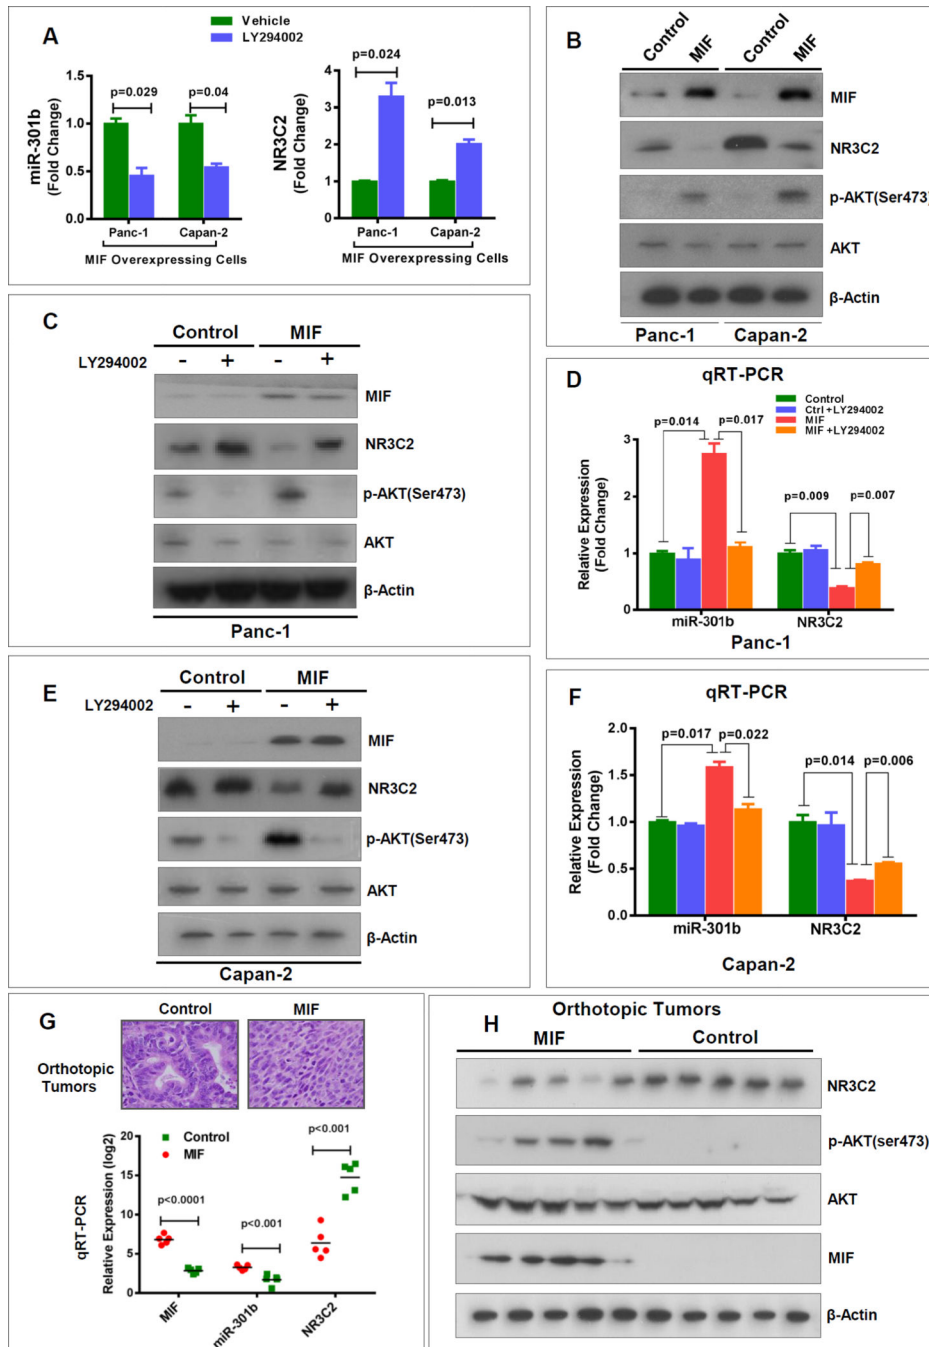 A
Vehicle
LY294002
miR-301b
(Fold Change)
1.5
1.0
0.5
0.0
p=0.029
p=0.04
Panc-1
Capan-2
MIF Overexpressing Cells
NR3C2
(Fold Change)
4
2
0
p=0.024
p=0.013
Panc-1
Capan-2
MIF Overexpressing Cells
B
Control
MIF
Control
MIF
MIF
NR3C2
p-AKT(Ser473)
AKT
β-Actin
Panc-1
Capan-2
C
Control
MIF
LY294002
-
+
-
+
MIF
NR3C2
p-AKT(Ser473)
AKT
β-Actin
Panc-1
D
qRT-PCR
Control
Ctrl+LY294002
MIF
MIF+LY294002
Relative Expression
(Fold Change)
3
2
1
0
p=0.014
p=0.017
p=0.009
p=0.007
miR-301b
NR3C2
Panc-1
E
Control
MIF
LY294002
-
+
-
+
MIF
NR3C2
p-AKT(Ser473)
AKT
β-Actin
Capan-2
F
qRT-PCR
Relative Expression
(Fold Change)
2.0
1.5
1.0
0.5
0.0
p=0.017
p=0.022
p=0.014
p=0.006
miR-301b
NR3C2
Capan-2
G
Control
MIF
Orthotopic
Tumors
qRT-PCR
Relative Expression (log2)
20
15
10
5
0
Control
MIF
p<0.0001
p<0.001
p<0.001
MIF
miR-301b
NR3C2
H
Orthotopic Tumors
MIF
Control
NR3C2
p-AKT(ser473)
AKT
MIF
β-Actin